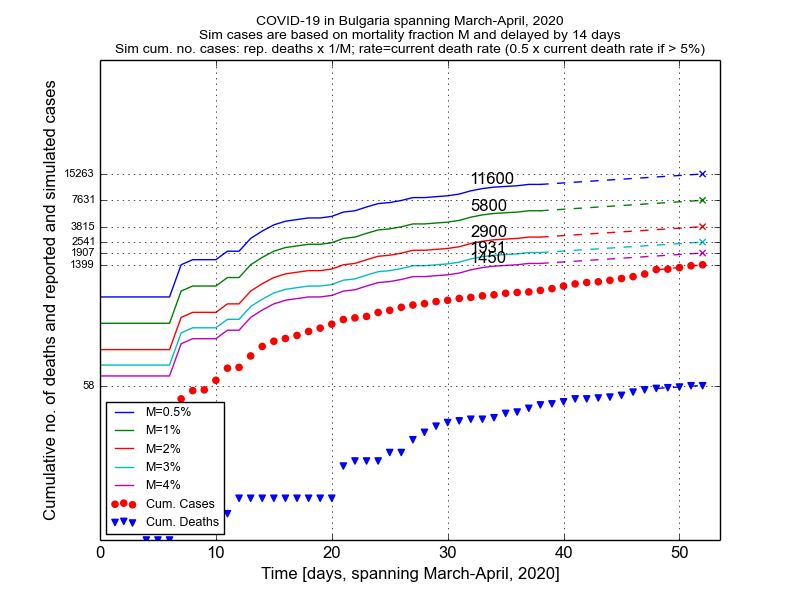 COVID-19 in Bulgaria spanning March-April, 2020
Sim cases are based on mortality fraction M and delayed by 14 days
Sim cum. no. cases: rep. deaths x 1/M; rate=current death rate (0.5 x current death rate if > 5%)
Cumulative no. of deaths and reported and simulated cases
15263
7631
3815
2541
1907
1399
58
11600
5800
2900
1931
1450
M=0.5%
M=1%
M=2%
M=3%
M=4%
Cum. Cases
Cum. Deaths
0 10 20 30 40 50
Time [days, spanning March-April, 2020]